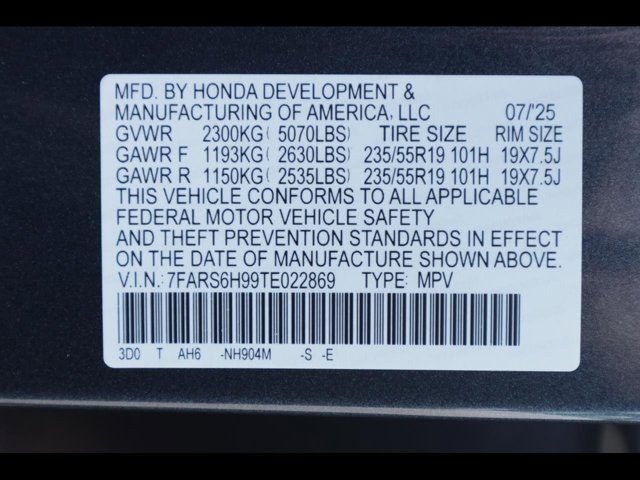 MFD. BY HONDA DEVELOPMENT &
MANUFACTURING OF AMERICA, LLC 07/'25
GVWR 2300KG( 5070LBS) TIRE SIZE RIM SIZE
GAWR F 1193KG( 2630LBS) 235/55R19 101H 19X7.5J
GAWR R 1150KG( 2535LBS) 235/55R19 101H 19X7.5J
THIS VEHICLE CONFORMS TO ALL APPLICABLE
FEDERAL MOTOR VEHICLE SAFETY
AND THEFT PREVENTION STANDARDS IN EFFECT
ON THE DATE OF MANUFACTURE SHOWN ABOVE.
V.I.N.:7FARS6H99TE022869 TYPE: MPV
3D0 T AH6 -NH904M -S -E